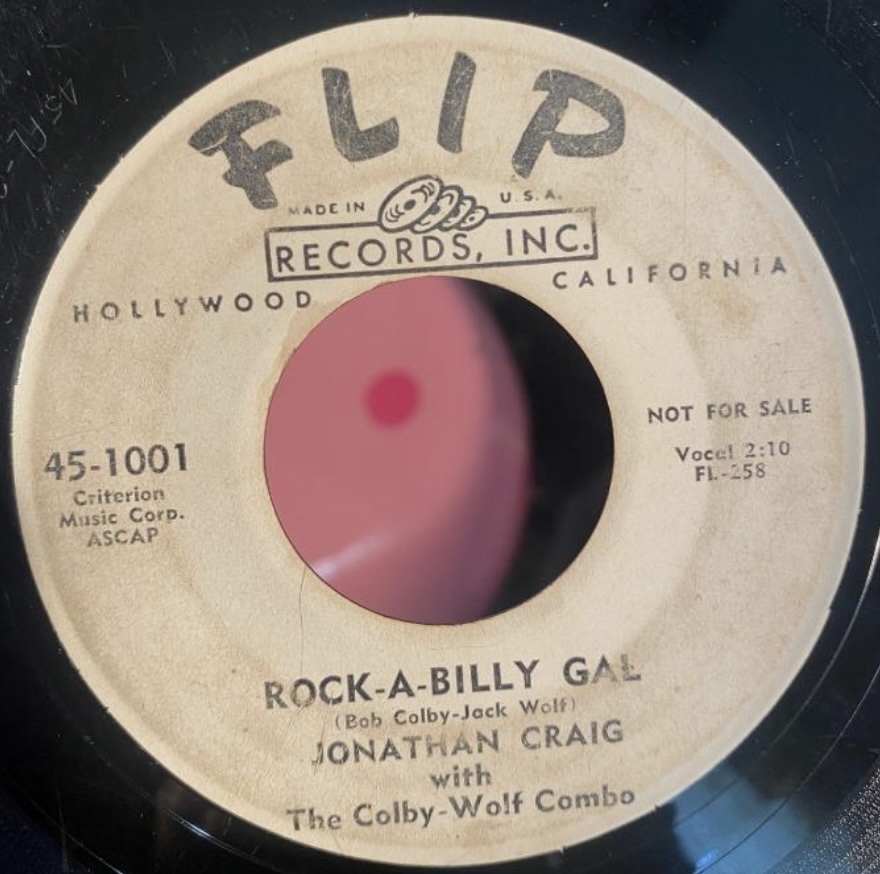 FLIP
MADE IN U.S.A.
RECORDS, INC.
HOLLYWOOD CALIFORNIA
NOT FOR SALE
45-1001
Vocal 2:10
FL-258
Criterion
Music Corp.
ASCAP
ROCK-A-BILLY GAL
(Bob Colby-Jack Wolf)
JONATHAN CRAIG
with
The Colby-Wolf Combo